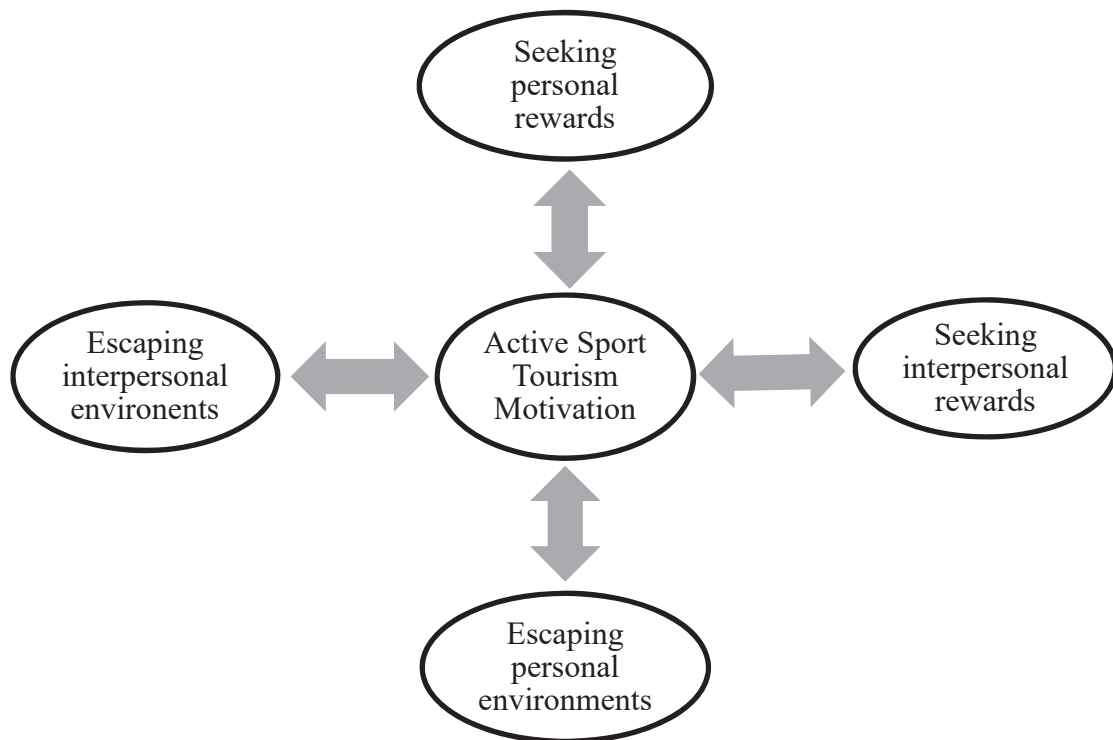 Seeking
personal
rewards
Escaping
interpersonal
environents
Active Sport
Tourism
Motivation
Seeking
interpersonal
rewards
Escaping
personal
environments